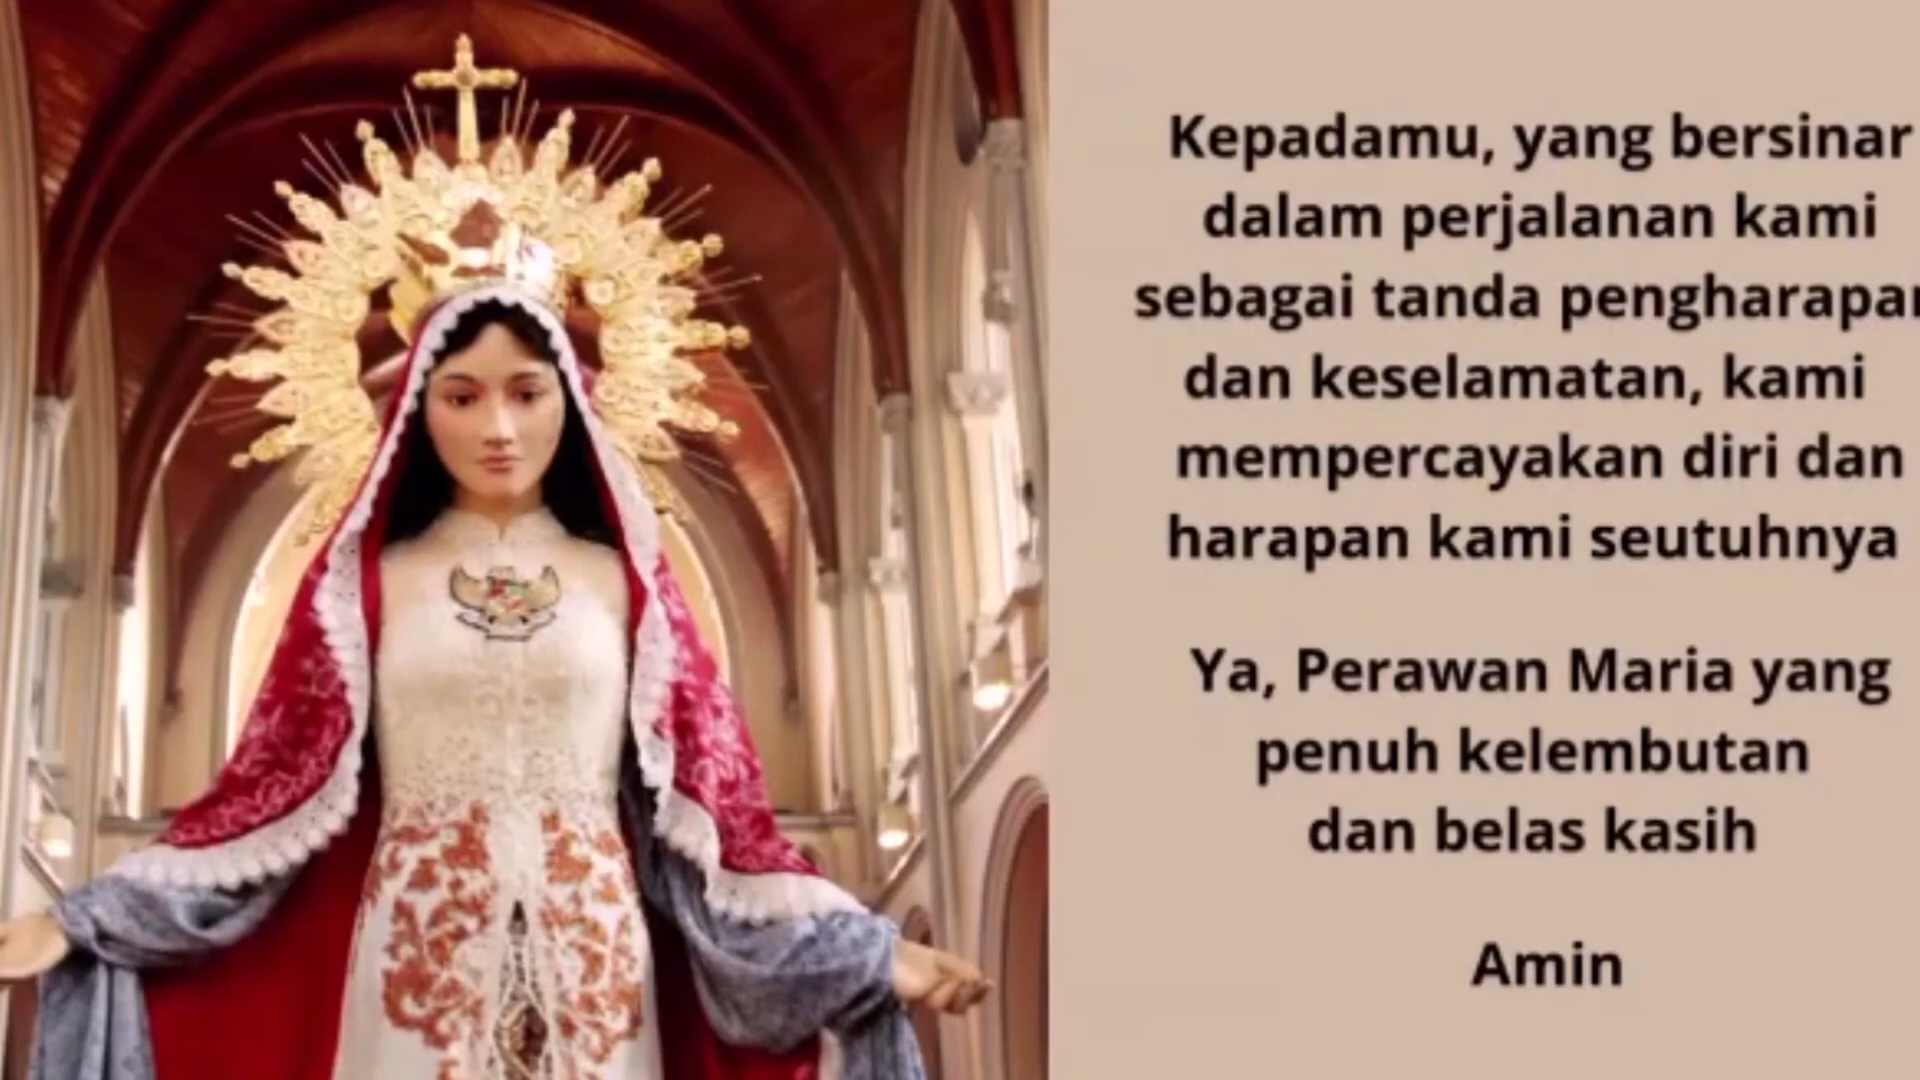 Kepadamu, yang bersinar
dalam perjalanan kami
sebagai tanda pengharapan
dan keselamatan, kami
mempercayakan diri dan
harapan kami seutuhnya
Ya, Perawan Maria yang
penuh kelembutan
dan belas kasih
Amin